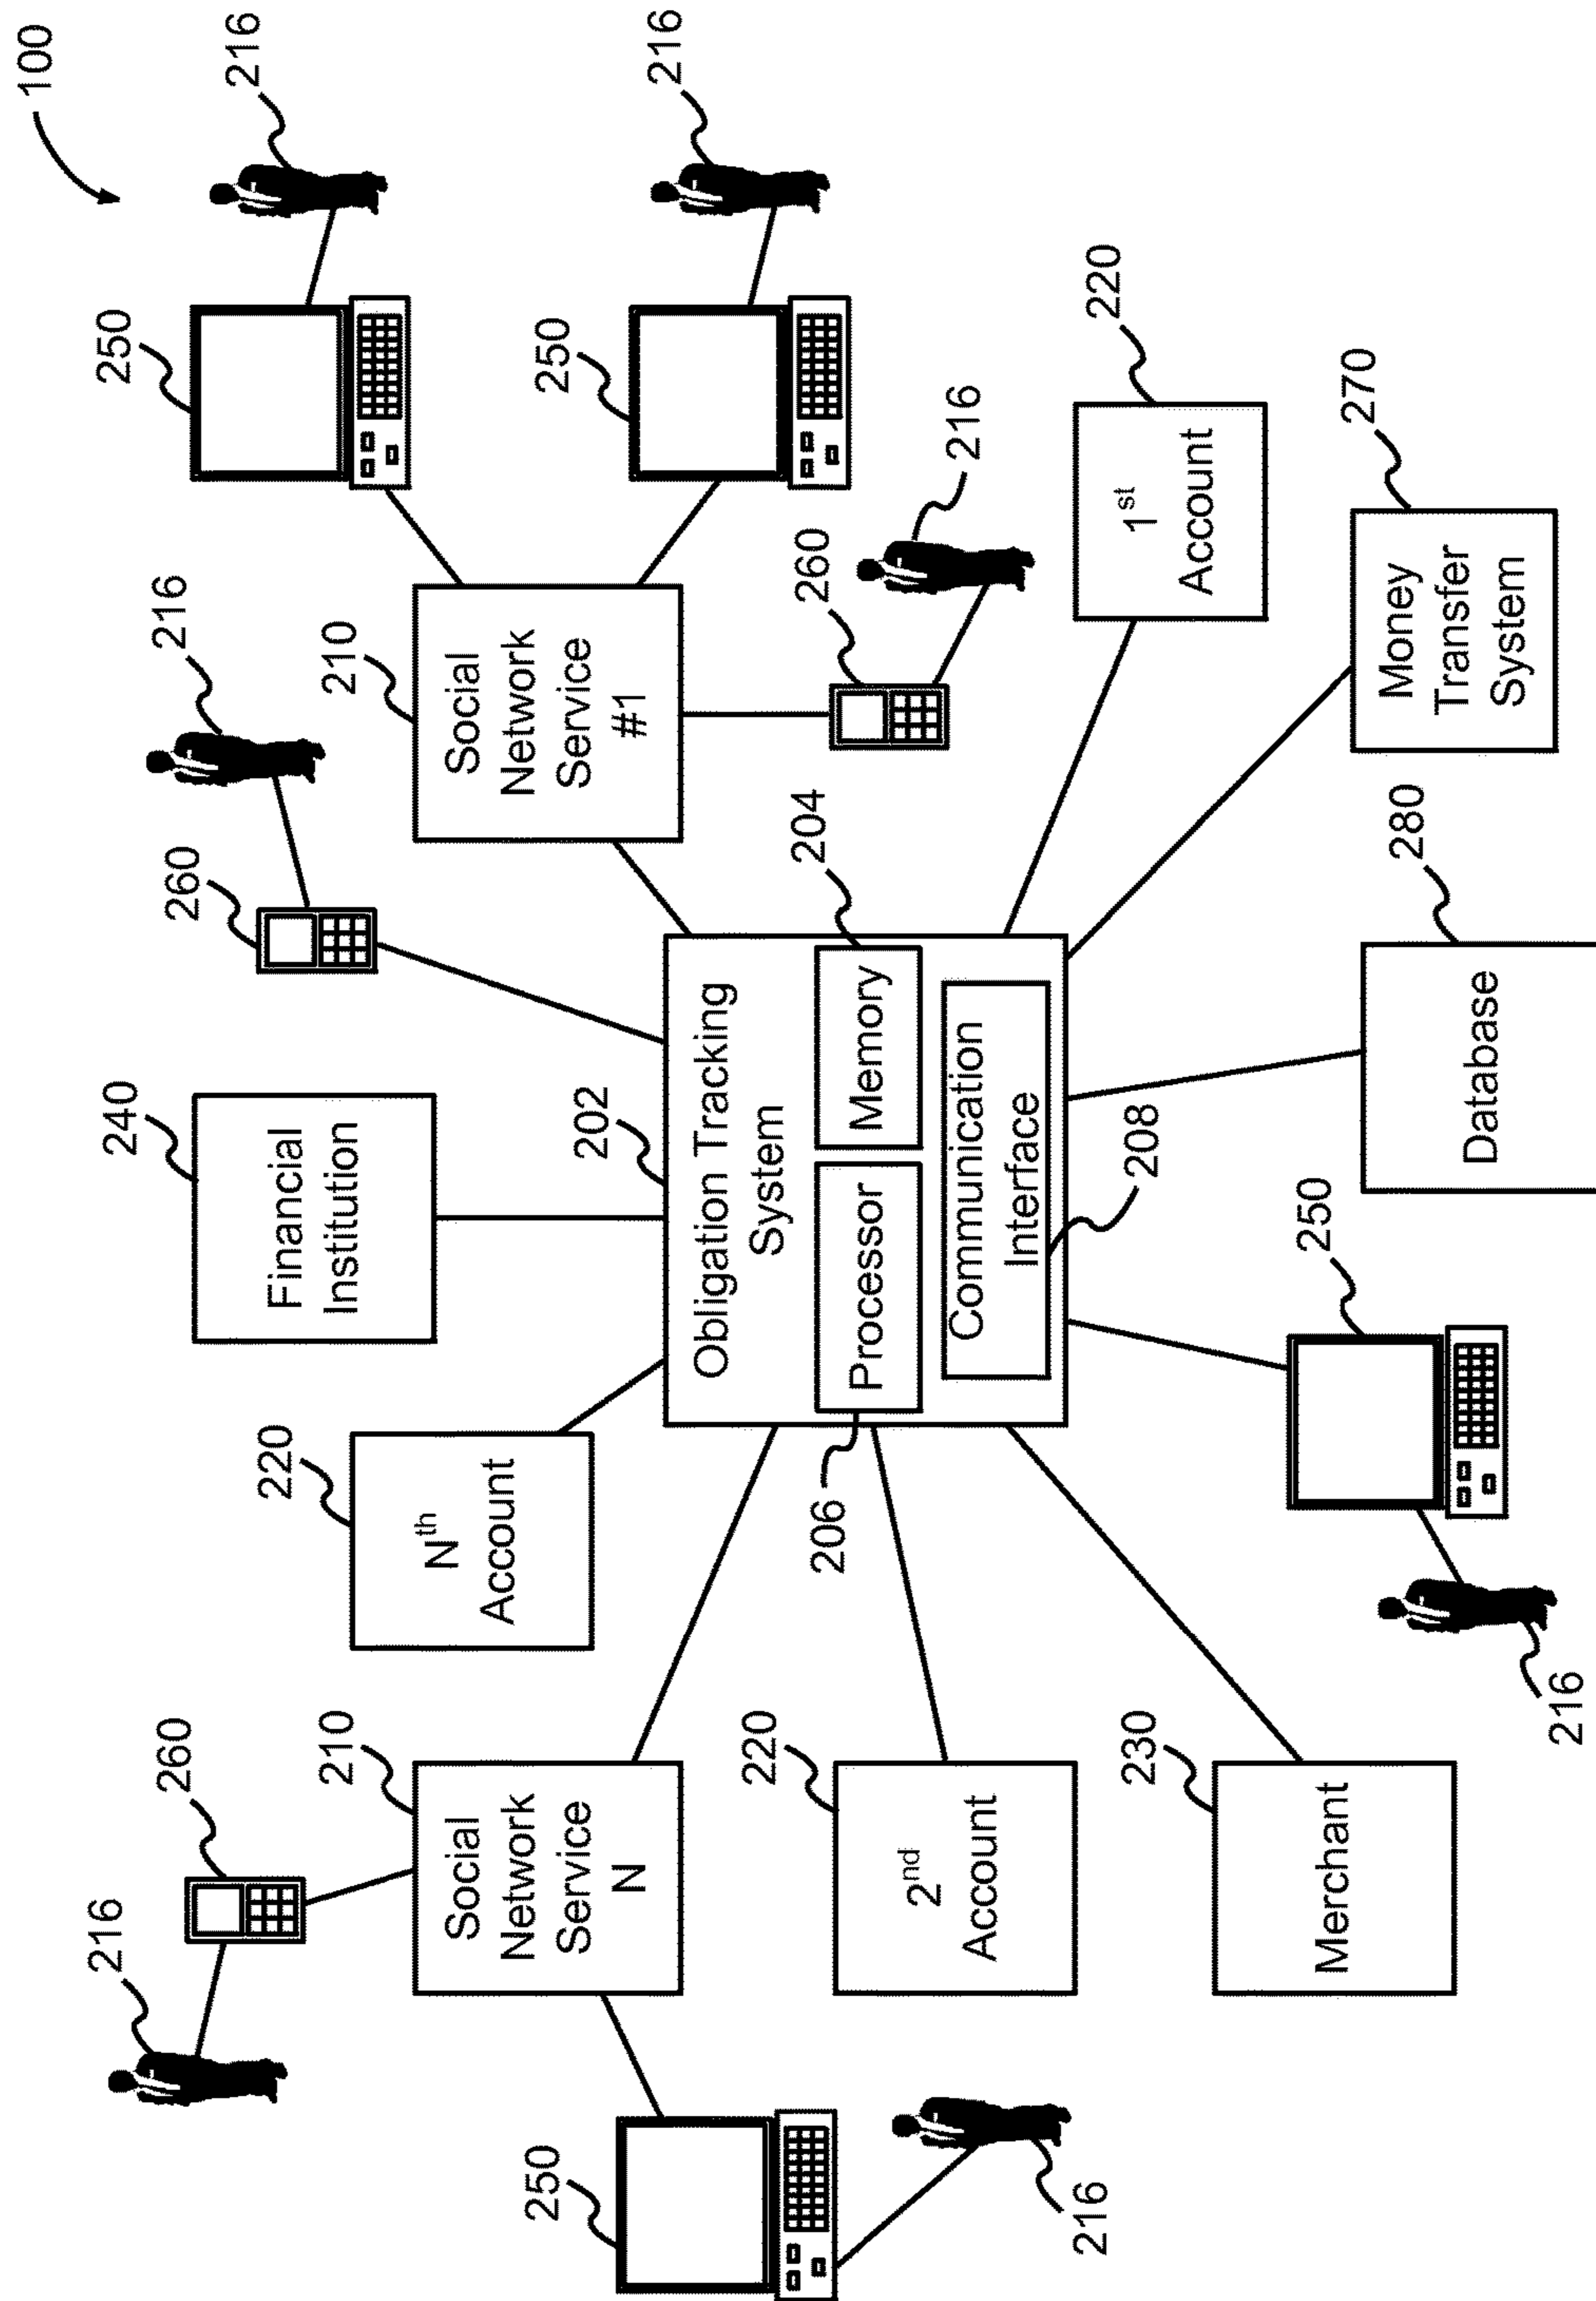 100
216
250
240
216
260
260
216
220
210
210
Financial
Institution
N^th
Account
Social
Network
Service
N
Social
Network
Service
#1
250
250
202
216
Obligation Tracking
System
220
204
260
206
Processor
Memory
2nd
Account
Communication
Interface
216
216
220
208
230
1st
Account
250
Merchant
280
270
Database
Money
Transfer
System
216